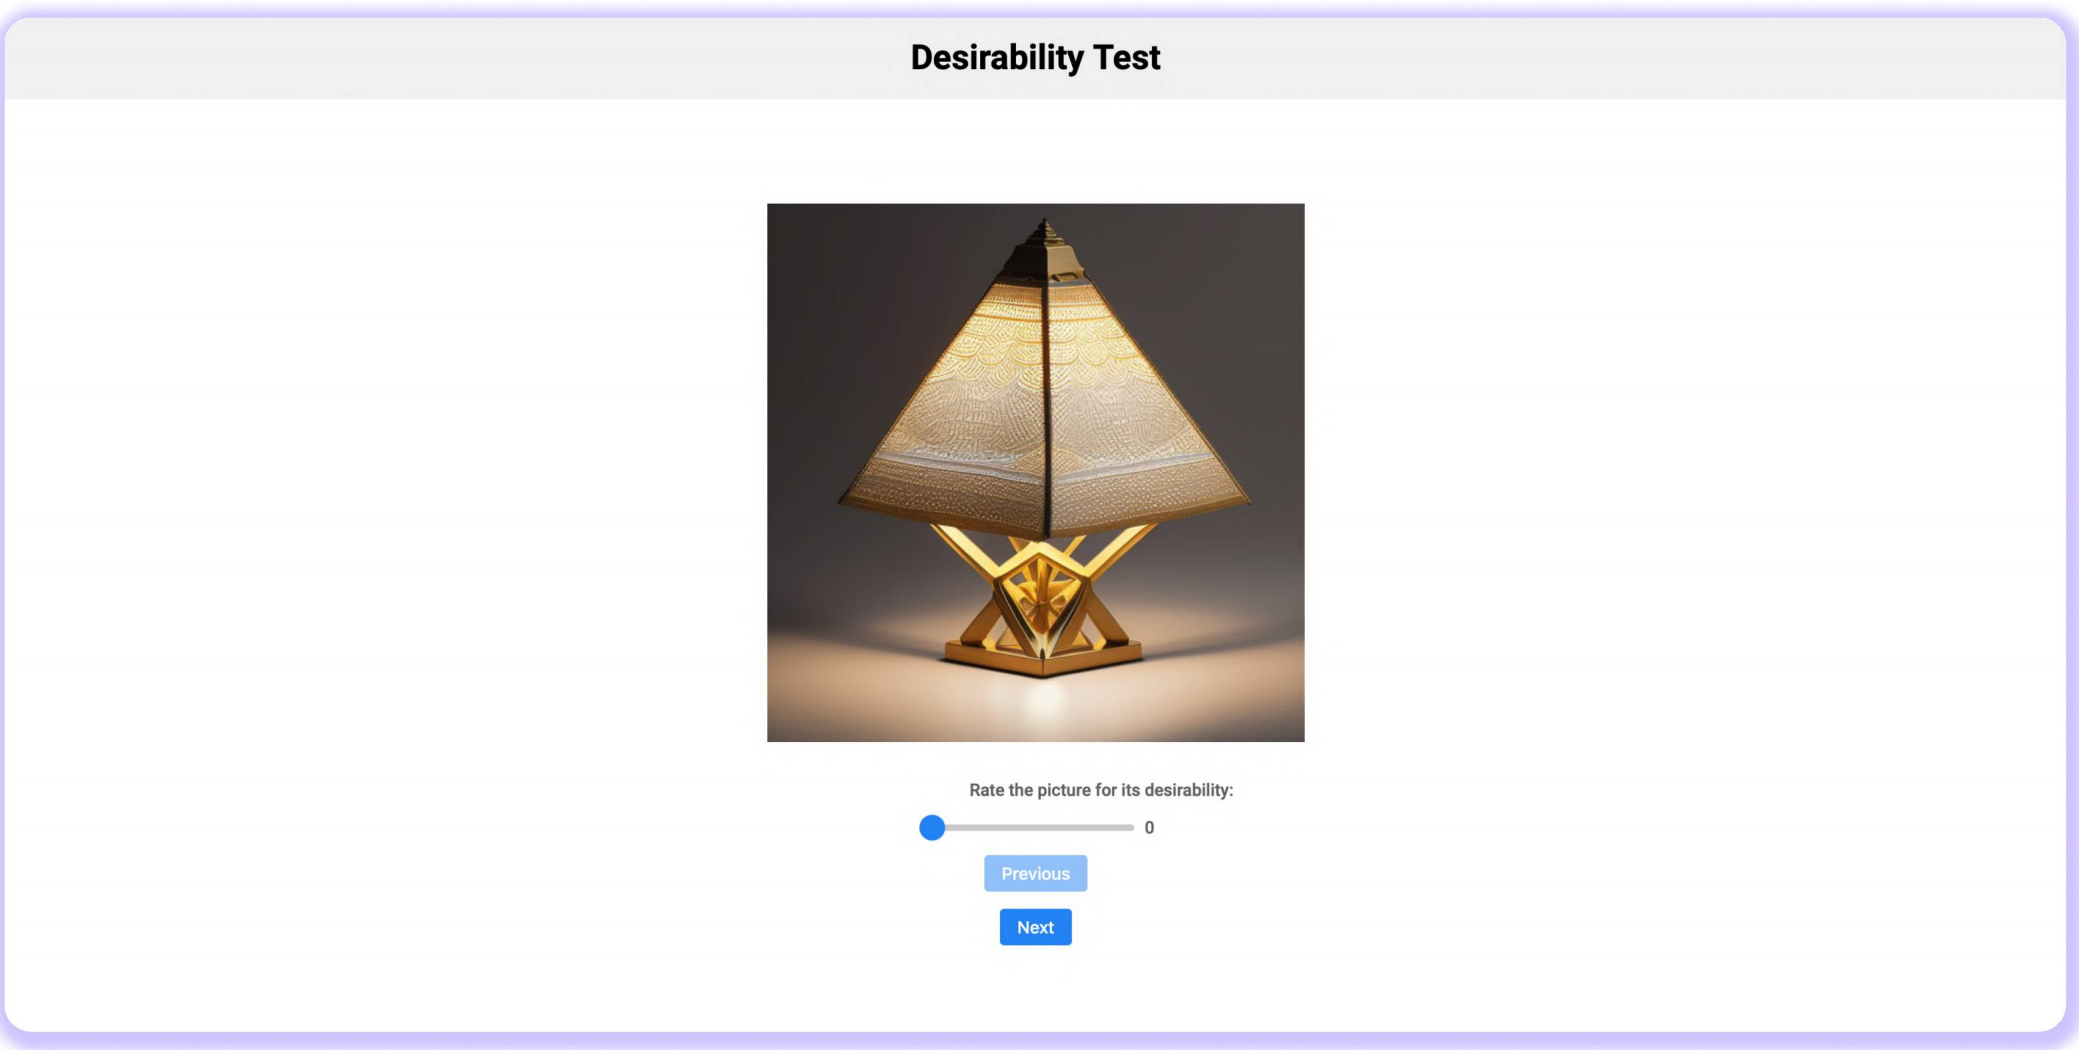 Desirability Test
Rate the picture for its desirability:
0
Previous
Next